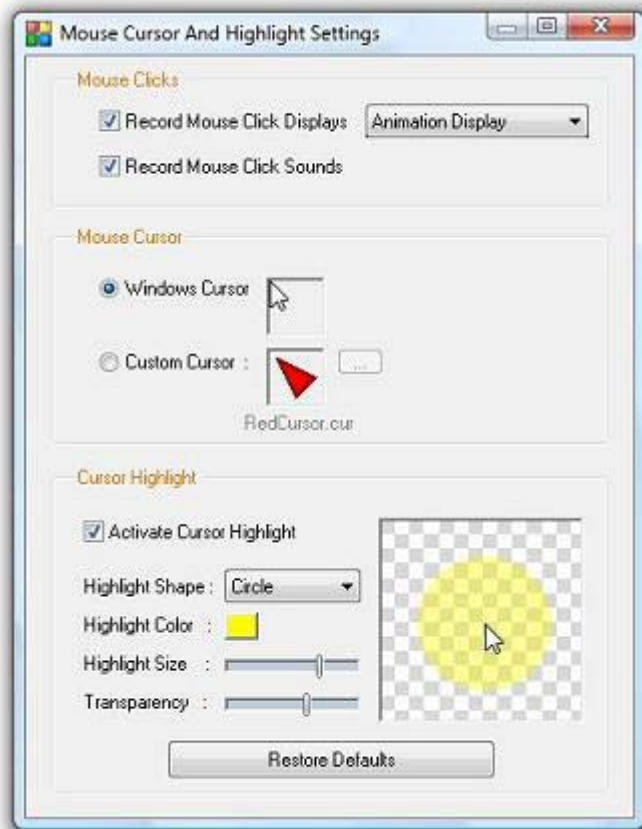 Mouse Cursor And Highlight Settings
Mouse Clicks
Record Mouse Click Displays Animation Display
Record Mouse Click Sounds
Mouse Cursor
Windows Cursor
Custom Cursor : ...
RedCursor.cur
Cursor Highlight
Activate Cursor Highlight
Highlight Shape : Circle
Highlight Color :
Highlight Size :
Transparency :
Restore Defaults